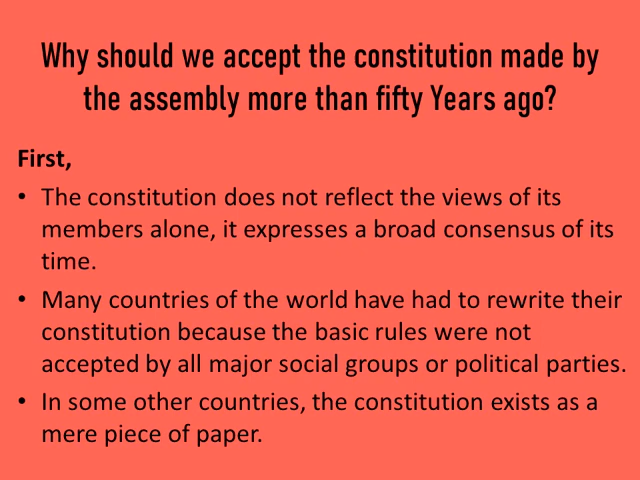 Why should we accept the constitution made by
the assembly more than fifty Years ago?
First,
• The constitution does not reflect the views of its
members alone, it expresses a broad consensus of its
time.
• Many countries of the world have had to rewrite their
constitution because the basic rules were not
accepted by all major social groups or political parties.
• In some other countries, the constitution exists as a
mere piece of paper.